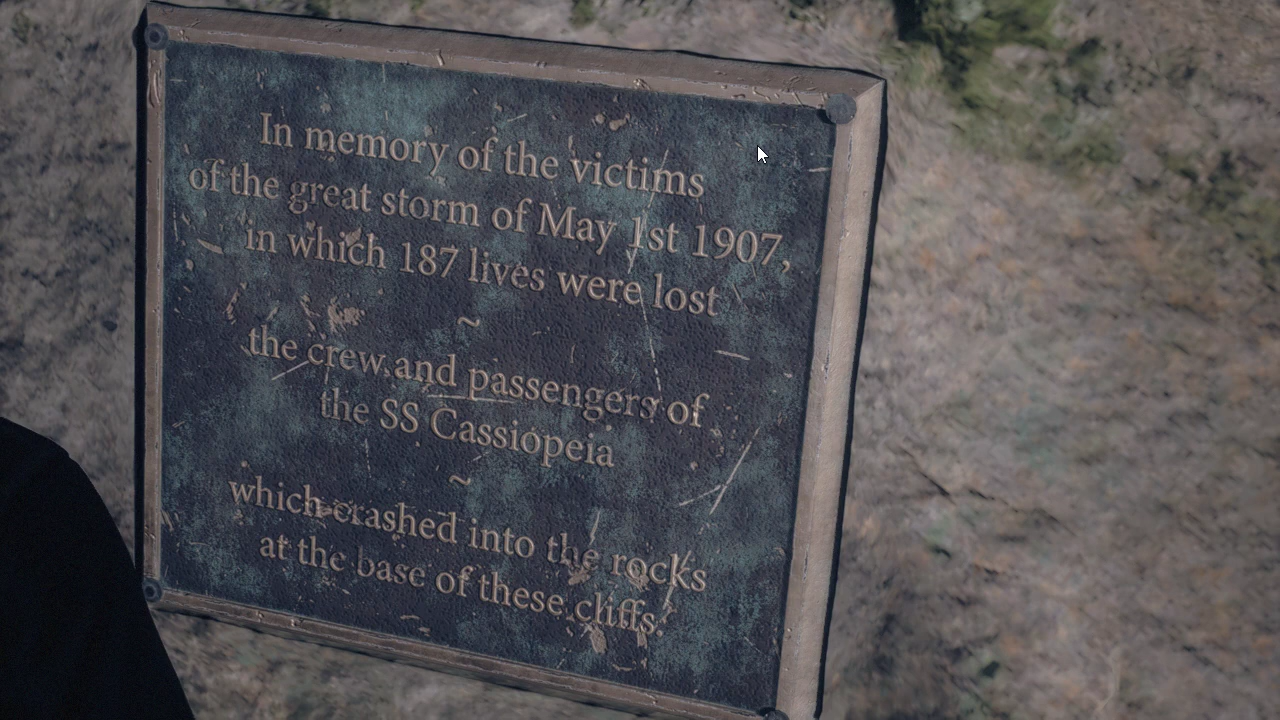 In memory of the victims
of the great storm of May 1st 1907,
in which 187 lives were lost
~
the crew and passengers of
the SS Cassiopeia
~
which crashed into the rocks
at the base of these cliffs.